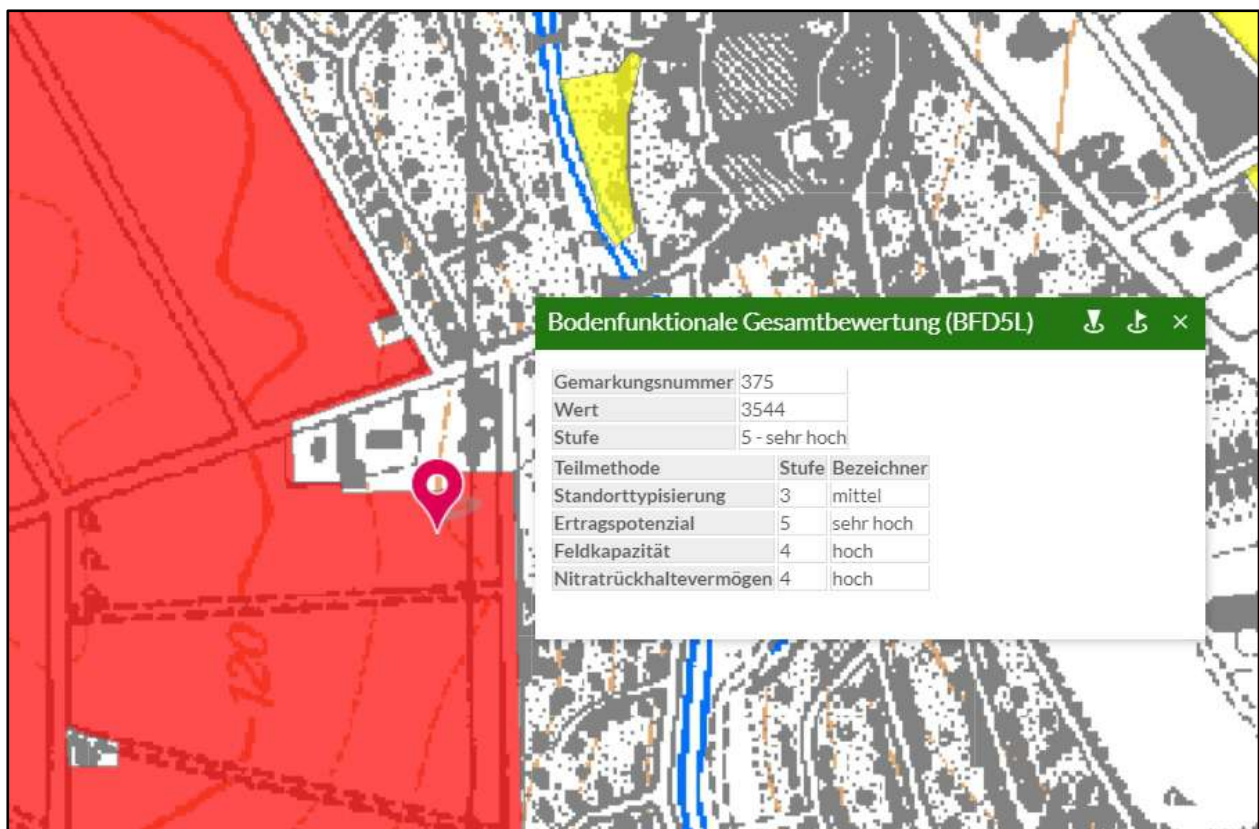 Bodenfunktionale Gesamtbewertung (BFD5L)
Gemarkungsnummer 375
Wert 3544
Stufe 5 - sehr hoch
Teilmethode Stufe Bezeichner
Standorttypisierung 3 mittel
Ertragspotenzial 5 sehr hoch
Feldkapazität 4 hoch
Nitratrückhaltevermögen 4 hoch
120